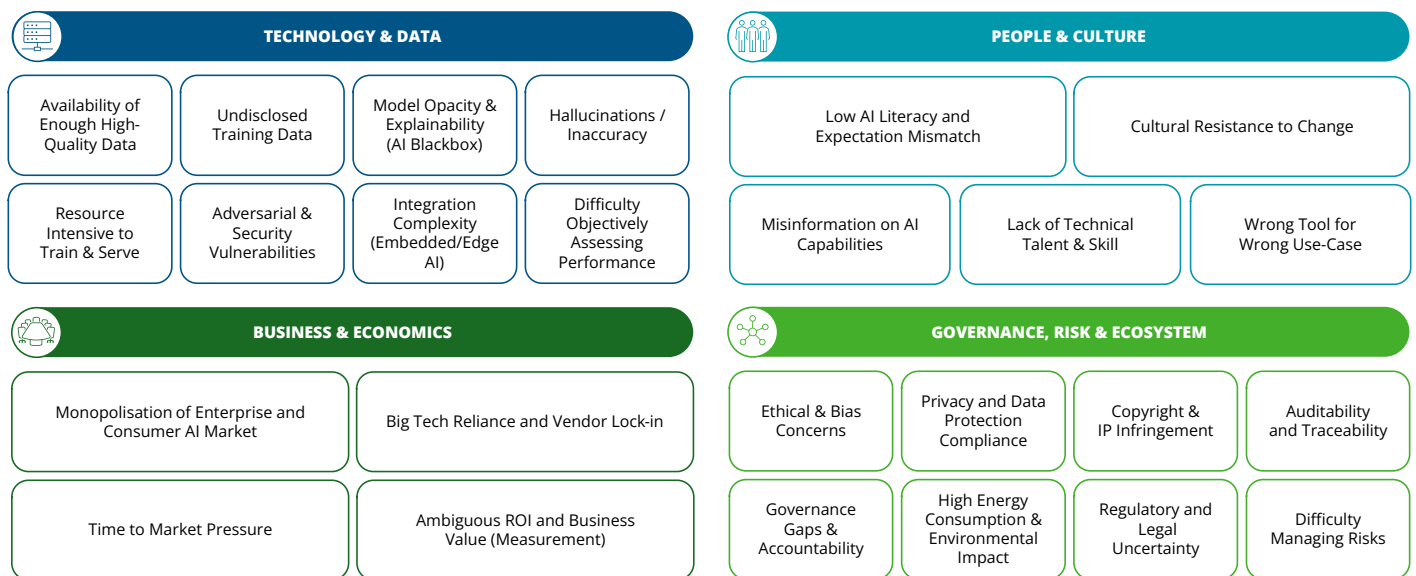 TECHNOLOGY & DATA
Availability of
Enough High-
Quality Data
Undisclosed
Training Data
Model Opacity &
Explainability
(AI Blackbox)
Hallucinations /
Inaccuracy
Resource
Intensive to
Train & Serve
Adversarial &
Security
Vulnerabilities
Integration
Complexity
(Embedded/Edge
AI)
Difficulty
Objectively
Assessing
Performance
PEOPLE & CULTURE
Low AI Literacy and
Expectation Mismatch
Cultural Resistance to Change
Misinformation on AI
Capabilities
Lack of Technical
Talent & Skill
Wrong Tool for
Wrong Use-Case
BUSINESS & ECONOMICS
Monopolisation of Enterprise and
Consumer AI Market
Big Tech Reliance and Vendor Lock-in
Time to Market Pressure
Ambiguous ROI and Business
Value (Measurement)
GOVERNANCE, RISK & ECOSYSTEM
Ethical & Bias
Concerns
Privacy and Data
Protection
Compliance
Copyright &
IP Infringement
Auditability
and Traceability
Governance
Gaps &
Accountability
High Energy
Consumption &
Environmental
Impact
Regulatory and
Legal
Uncertainty
Difficulty
Managing Risks